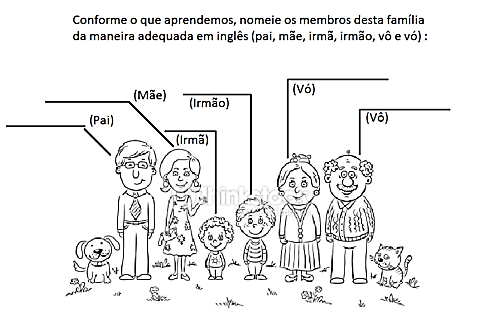 Conforme o que aprendemos, nomeie os membros desta família
da maneira adequada em inglês (pai, mãe, irmã, irmão, vô e vó) :
(Mãe)
(Irmão)
(Vó)
(Pai)
(Vô)
(Irmã)